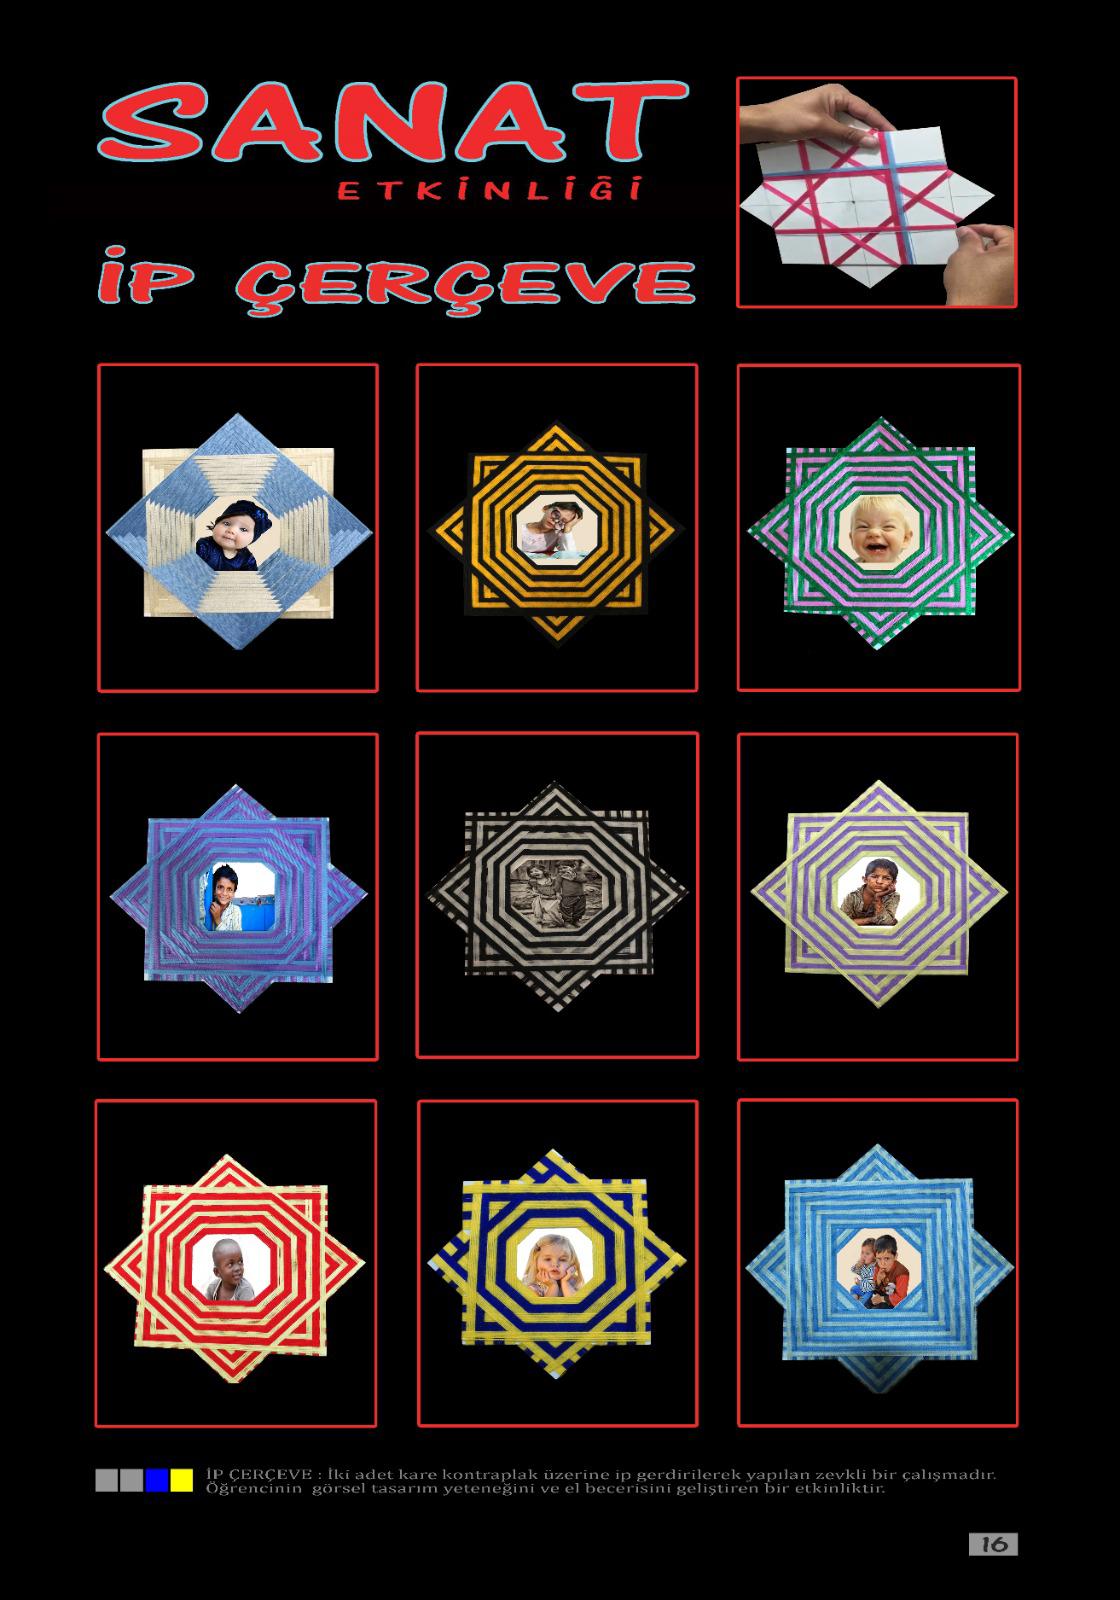 SANAT
ETKİNLİĞİ
İP ÇERÇEVE
İP ÇERÇEVE : İki adet kare kontraplak üzerine ip gerdirilerek yapılan zevkli bir çalışmadır.
Öğrencinin görsel tasarım yeteneğini ve el becerisini geliştiren bir etkinliktir.
16